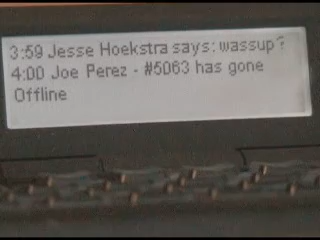 3:59 Jesse Hoekstra says: wassup?
4:00 Joe Perez - #5063 has gone
Offline